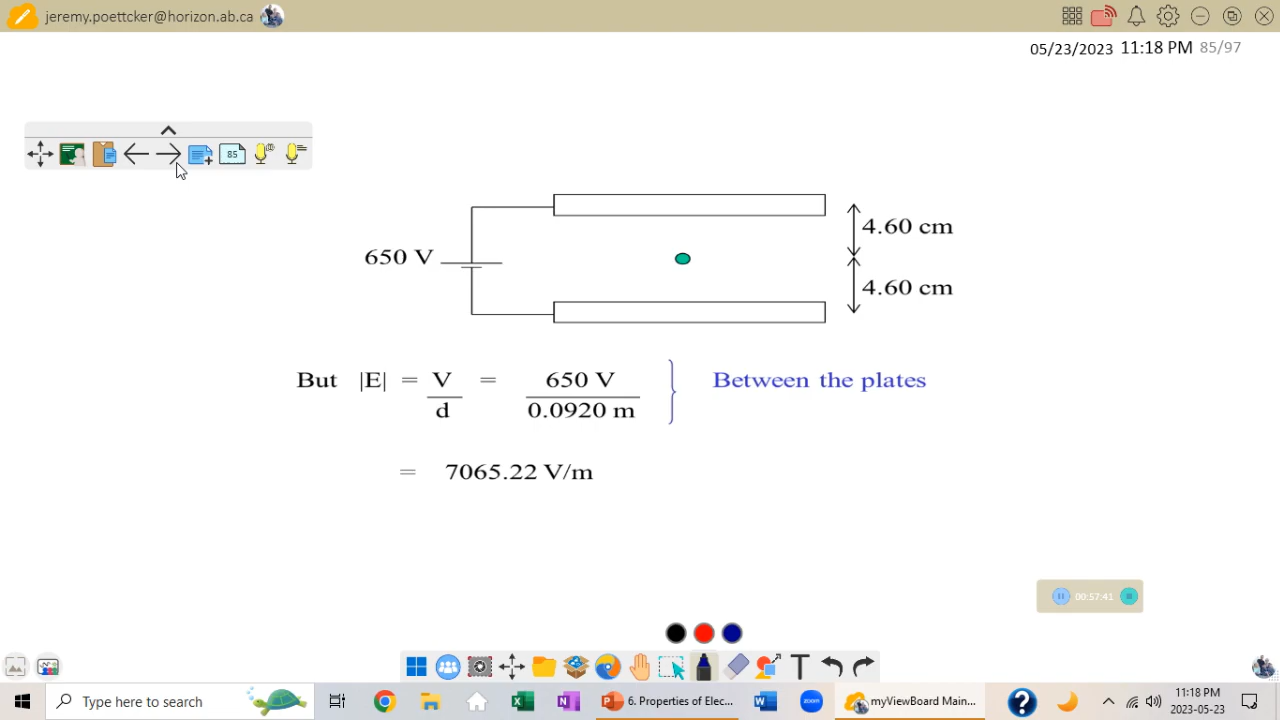 jeremy.poettcker@horizon.ab.ca
05/23/2023 11:18 PM 85/97
85
4.60 cm
650 V
4.60 cm
But |E| = V = 650 V Between the plates
d 0.0920 m
= 7065.22 V/m
00:57:41
Type here to search
6. Properties of Elec...
zoom
myViewBoard Main...
11:18 PM
2023-05-23